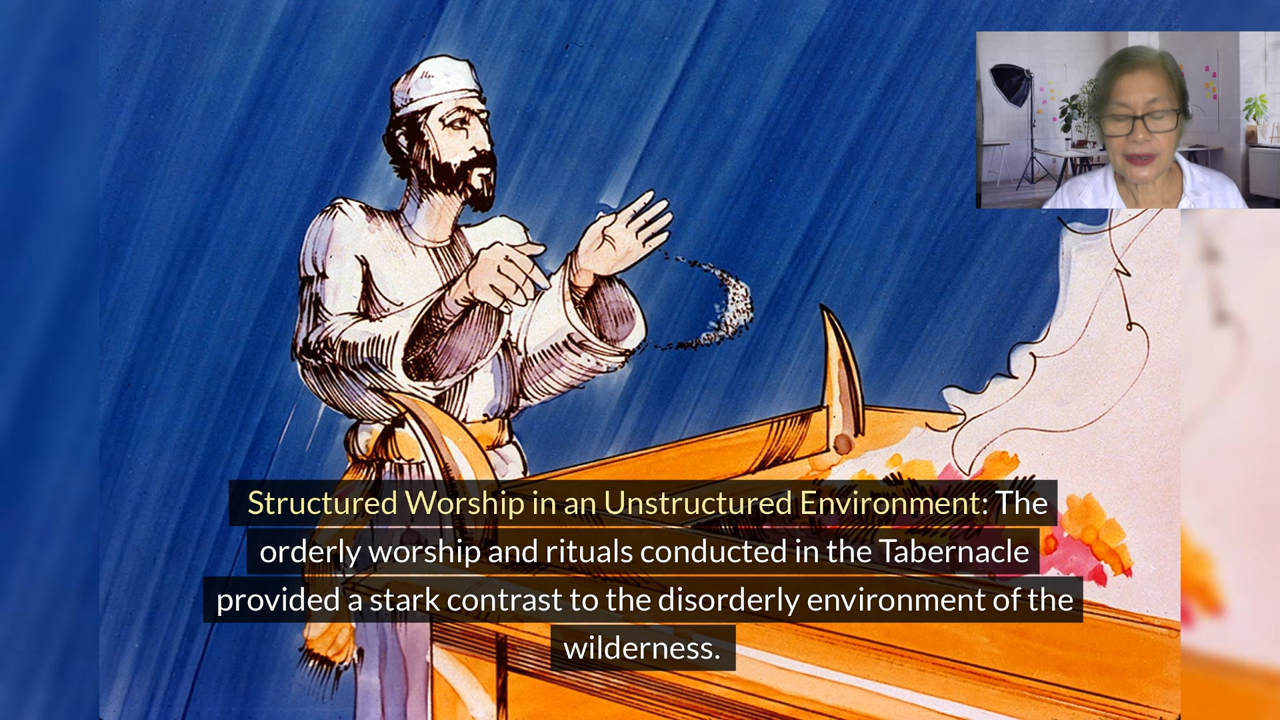 Structured Worship in an Unstructured Environment: The
orderly worship and rituals conducted in the Tabernacle
provided a stark contrast to the disorderly environment of the
wilderness.